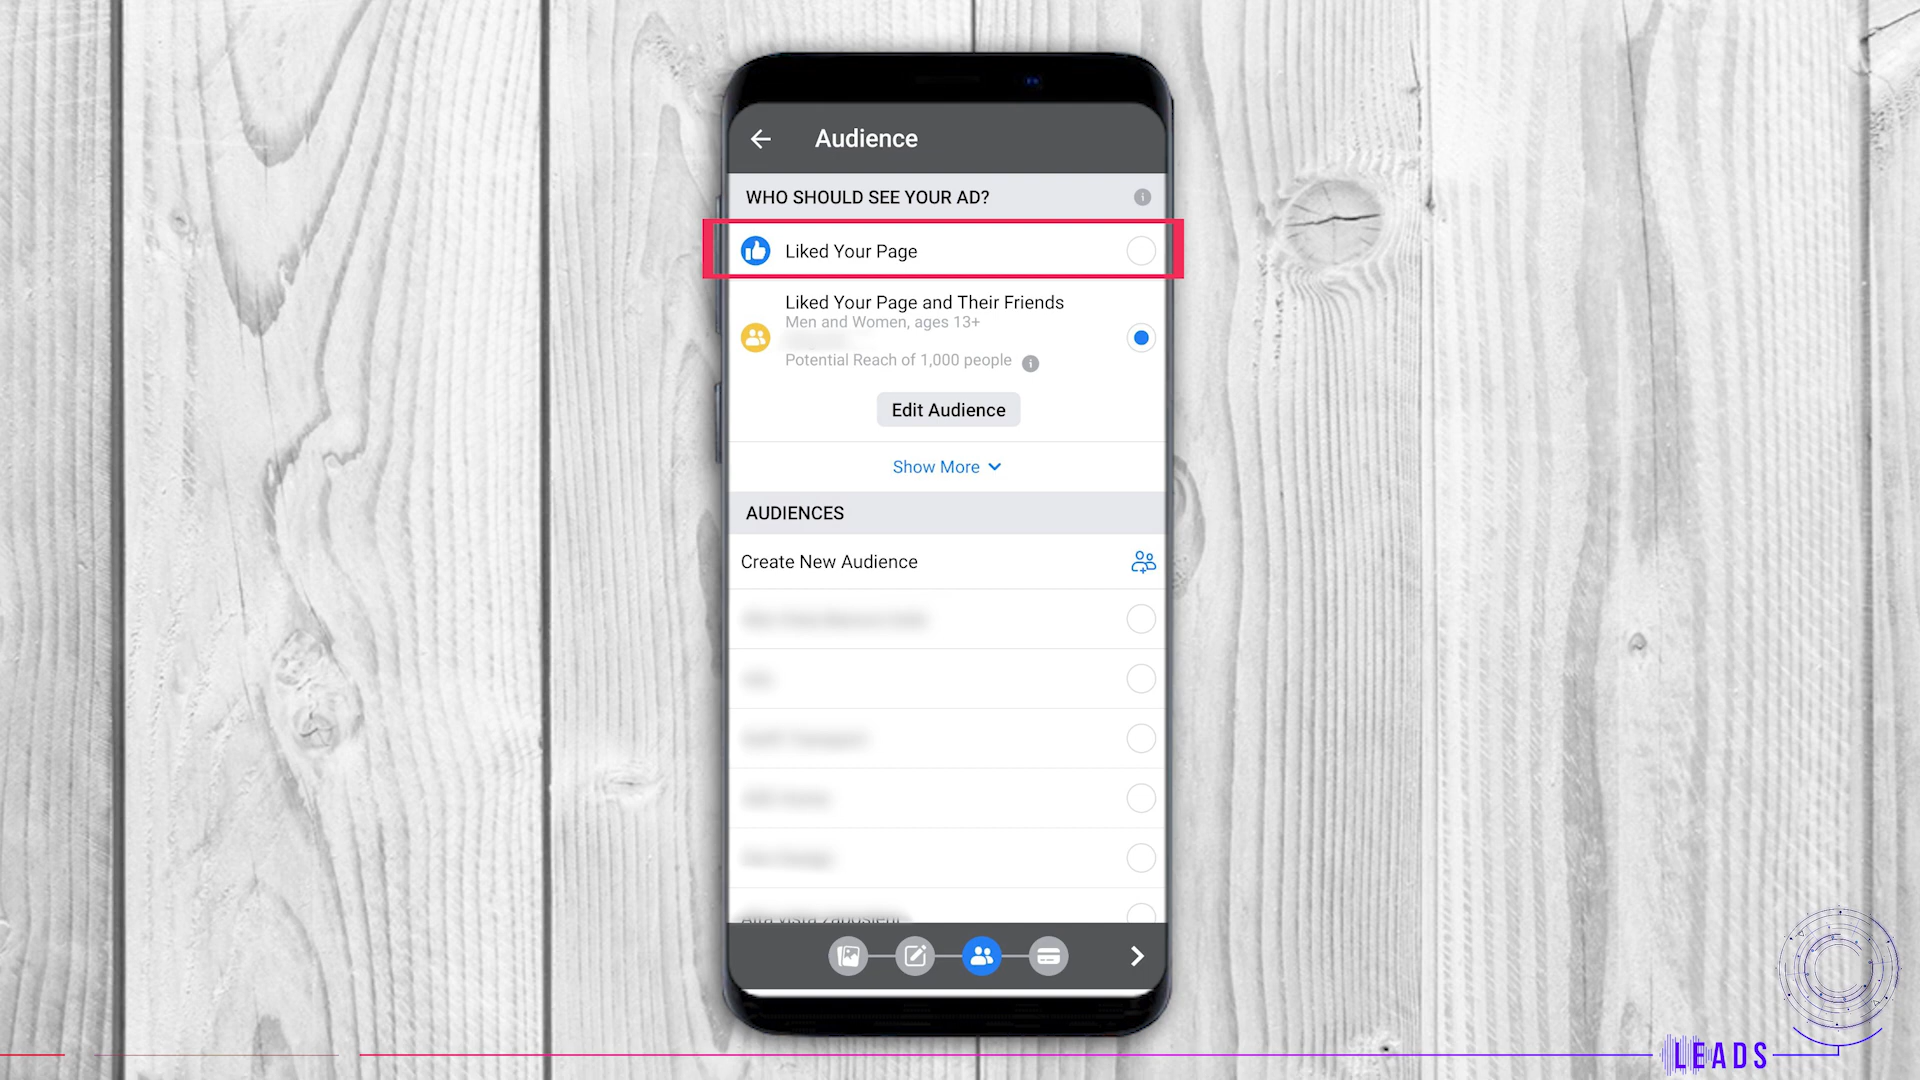 Audience
WHO SHOULD SEE YOUR AD?
Liked Your Page
Liked Your Page and Their Friends
Men and Women, ages 13+
Potential Reach of 1,000 people
Edit Audience
Show More
AUDIENCES
Create New Audience
LEADS